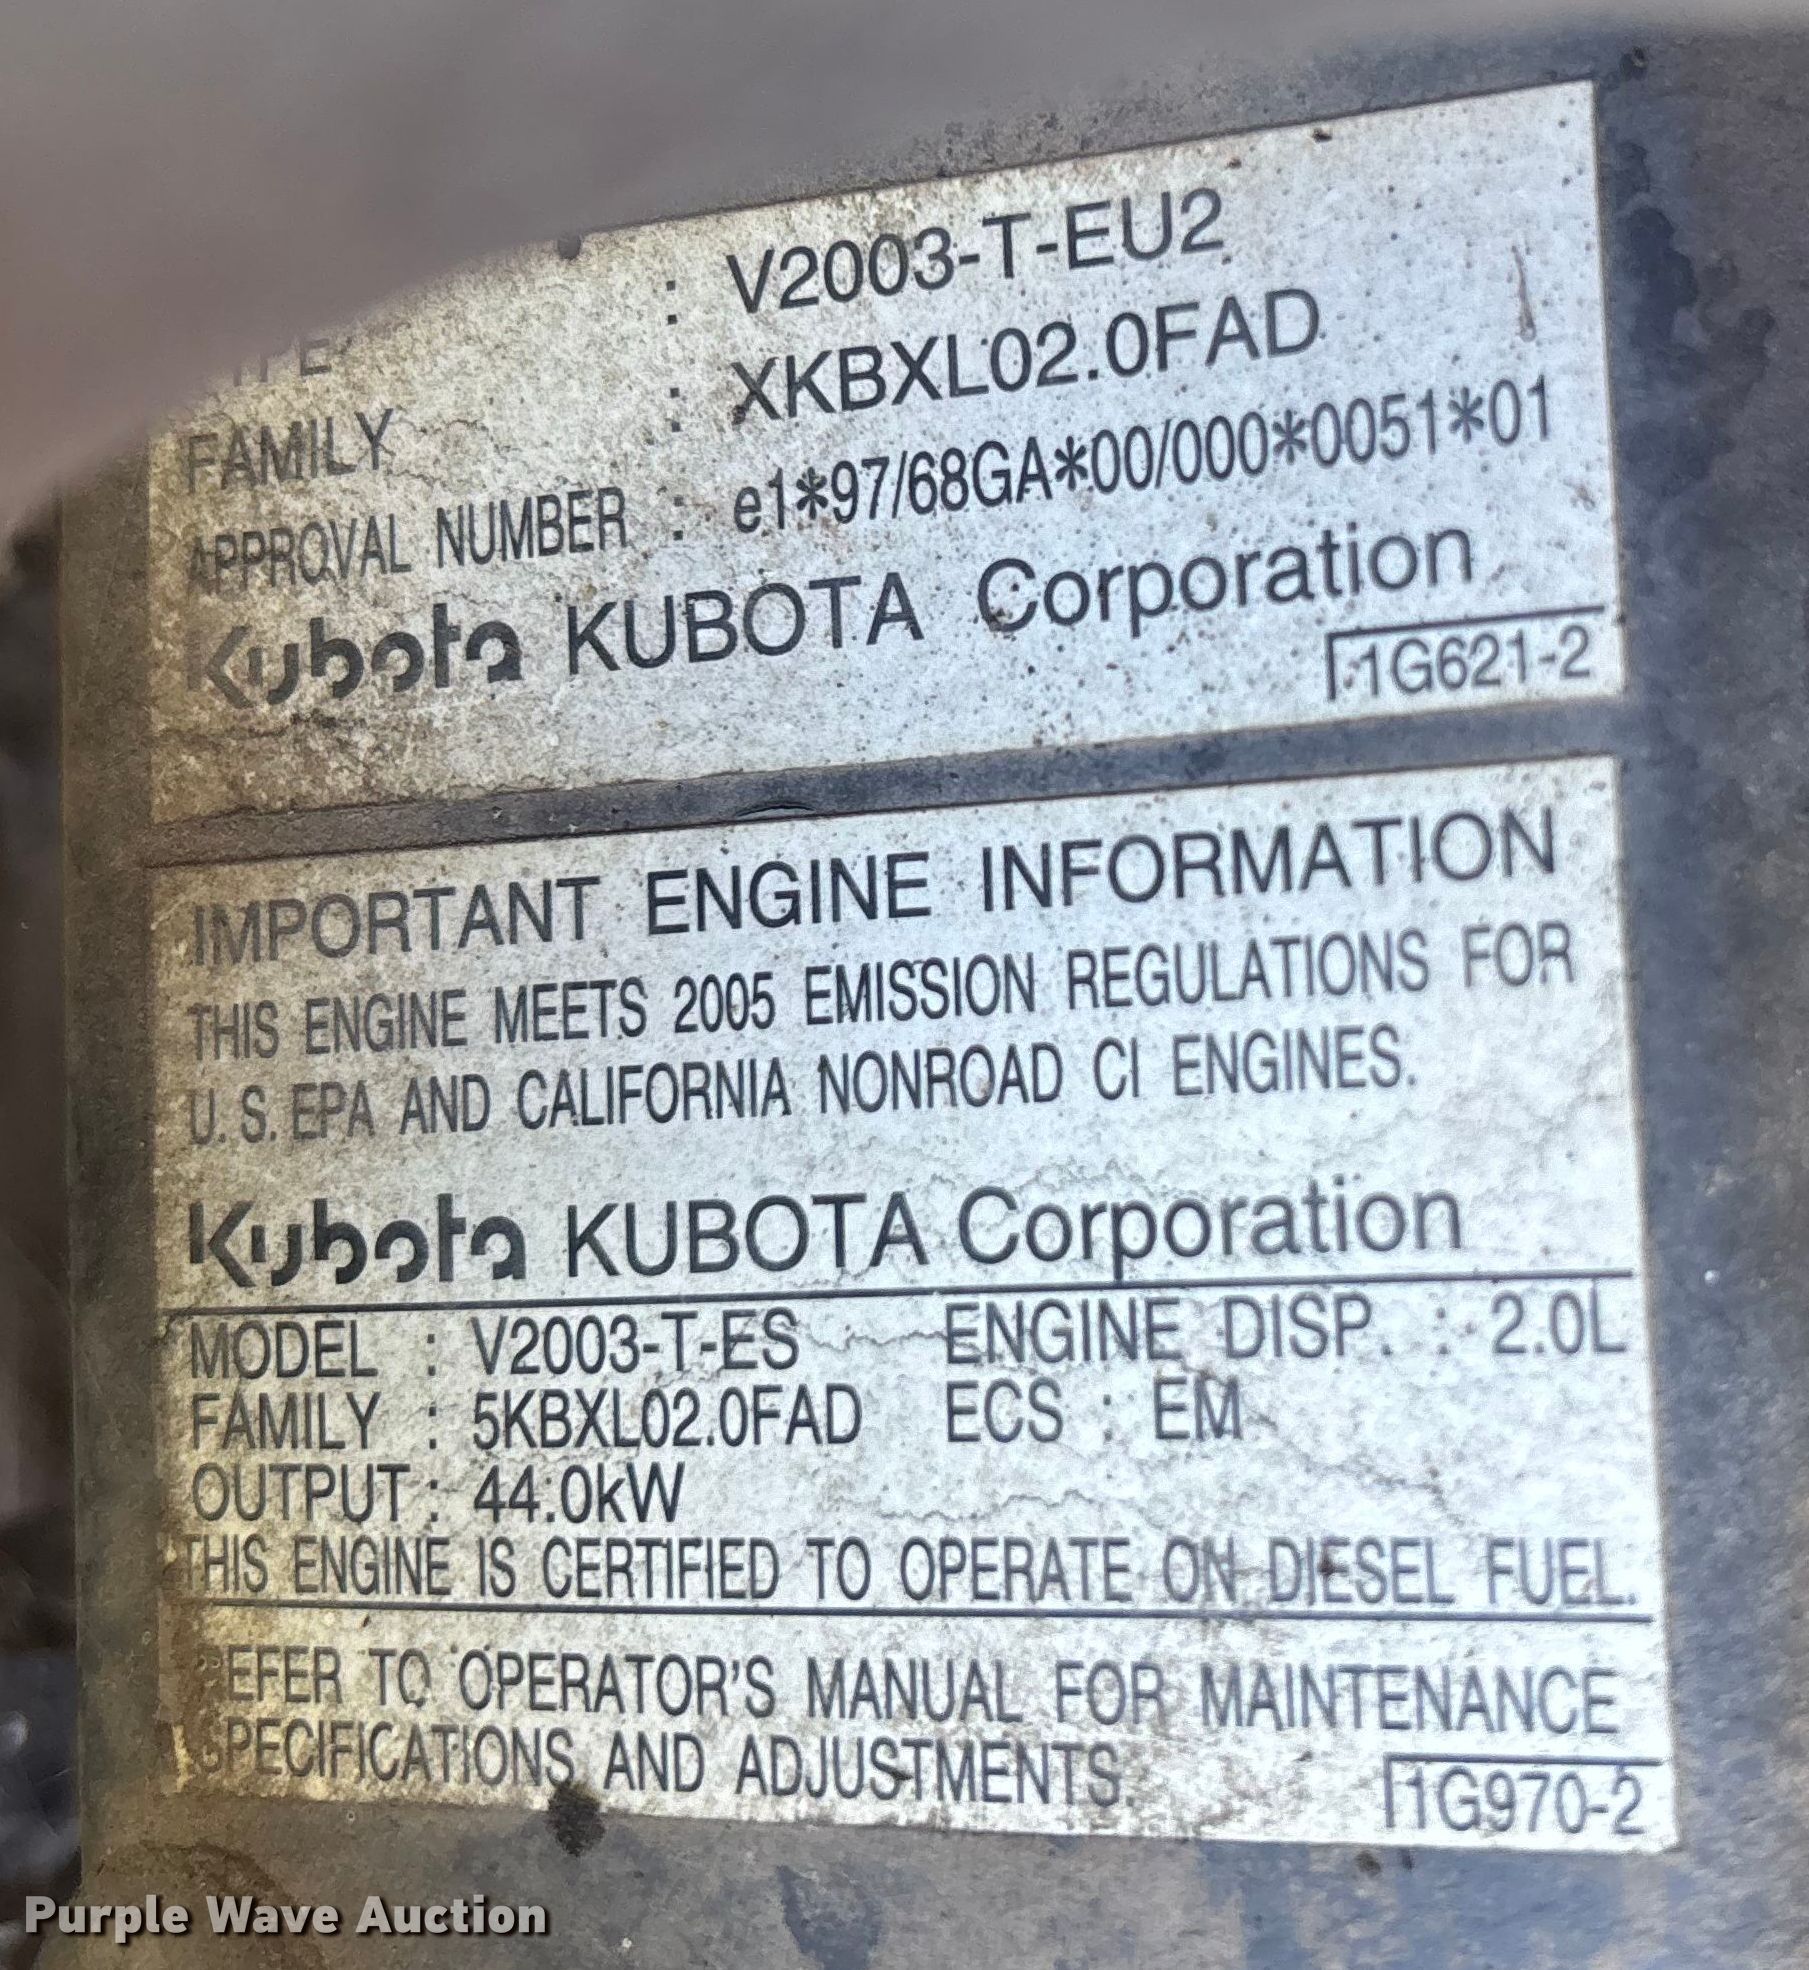 TYPE : V2003-T-EU2
FAMILY : XKBXL02.0FAD
APPROVAL NUMBER : e1*97/68GA*00/000*0051*01
Kubota KUBOTA Corporation
1G621-2
IMPORTANT ENGINE INFORMATION
THIS ENGINE MEETS 2005 EMISSION REGULATIONS FOR
U.S.EPA AND CALIFORNIA NONROAD CI ENGINES.
Kubota KUBOTA Corporation
MODEL : V2003-T-ES ENGINE DISP. : 2.0L
FAMILY : 5KBXL02.0FAD ECS : EM
OUTPUT : 44.0kW
THIS ENGINE IS CERTIFIED TO OPERATE ON DIESEL FUEL.
REFER TO OPERATOR'S MANUAL FOR MAINTENANCE
SPECIFICATIONS AND ADJUSTMENTS.
1G970-2
Purple Wave Auction